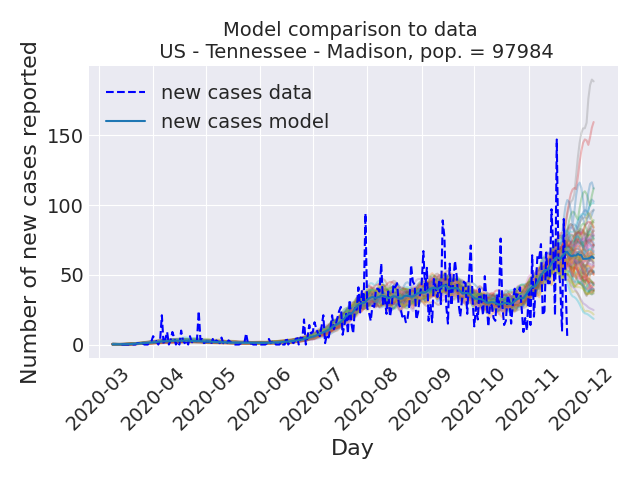 Model comparison to data
US - Tennessee - Madison, pop. = 97984
Number of new cases reported
new cases data
new cases model
150
100
50
0
2020-03
2020-04
2020-05
2020-06
2020-07
2020-08
2020-09
2020-10
2020-11
2020-12
Day